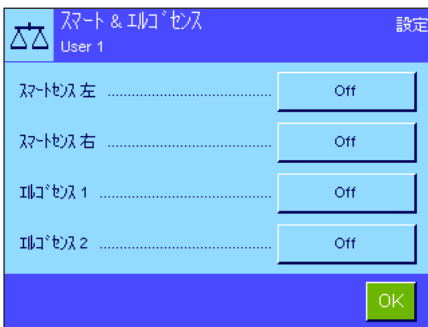 スマート & エルゴセンス
設定
User 1
スマートセンス 左 ........................................ Off
スマートセンス 右 ........................................ Off
エルゴセンス 1 .......................................... Off
エルゴセンス 2 .......................................... Off
OK